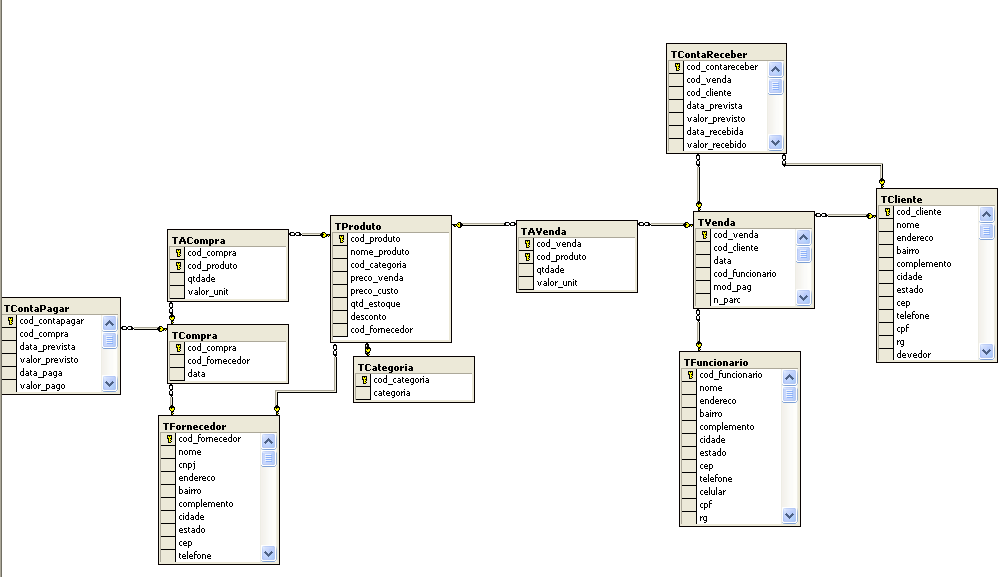 TContaReceber
cod_contareceber
cod_venda
cod_cliente
data_prevista
valor_previsto
data_recebida
valor_recebido
TCliente
cod_cliente
nome
endereco
bairro
complemento
cidade
estado
cep
telefone
cpf
rg
devedor
TVenda
cod_venda
cod_cliente
data
cod_funcionario
mod_pag
n_parc
TAVenda
cod_venda
cod_produto
qtdade
valor_unit
TProduto
cod_produto
nome_produto
cod_categoria
preco_venda
preco_custo
qtd_estoque
desconto
cod_fornecedor
TACompra
cod_compra
cod_produto
qtdade
valor_unit
TContaPagar
cod_contapagar
cod_compra
data_prevista
valor_previsto
data_paga
valor_pago
TCompra
cod_compra
cod_fornecedor
data
TCategoria
cod_categoria
categoria
TFuncionario
cod_funcionario
nome
endereco
bairro
complemento
cidade
estado
cep
telefone
celular
cpf
rg
TFornecedor
cod_fornecedor
nome
cnpj
endereco
bairro
complemento
cidade
estado
cep
telefone